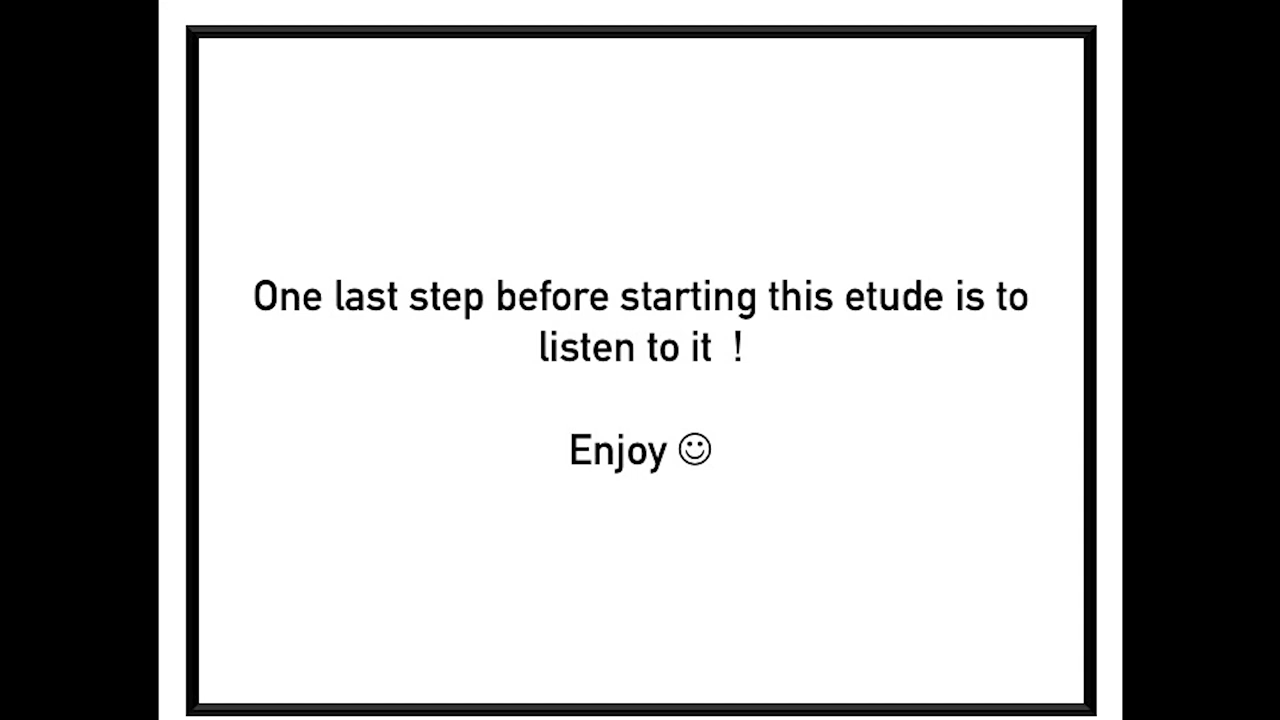 One last step before starting this etude is to
listen to it  !
Enjoy ☺